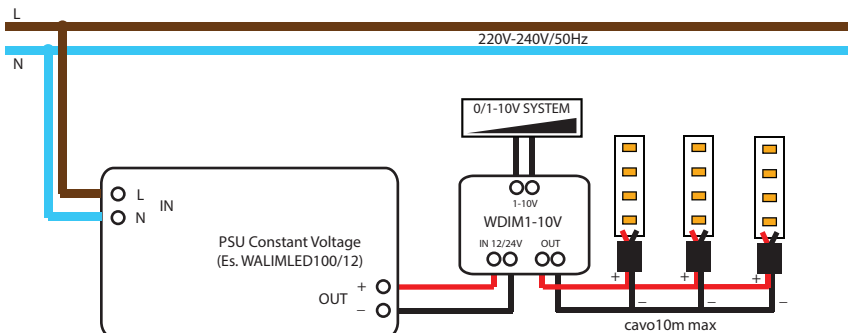 L
220V-240V/50Hz
N
0/1-10V SYSTEM
1-10V
WDIM1-10V
IN 12/24V OUT
L
IN
N
PSU Constant Voltage
(Es. WALIMLED100/12)
+
OUT
–
+ + +
– – –
cavo10m max